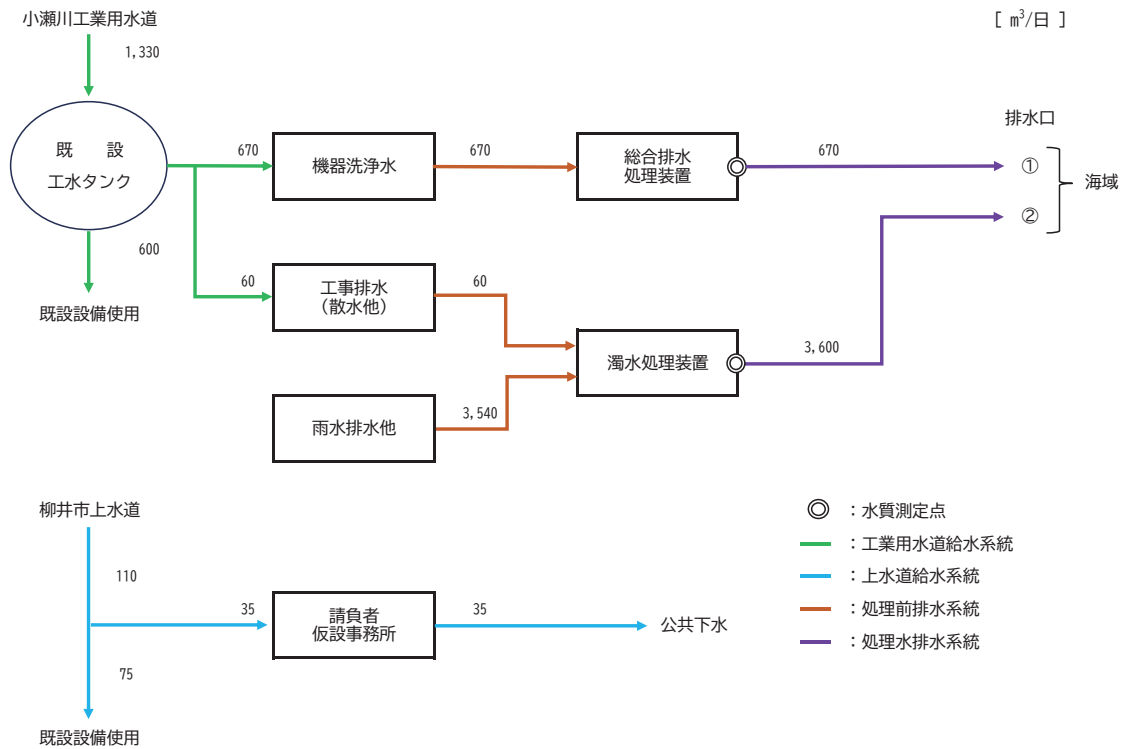 小瀬川工業用水道
[ m³/日 ]
1,330
排水口
既 設
工水タンク
670
機器洗浄水
670
総合排水
処理装置
670
①
海域
②
600
既設設備使用
60
工事排水
（散水他）
60
濁水処理装置
3,600
雨水排水他
3,540
柳井市上水道
110
35
請負者
仮設事務所
35
公共下水
75
既設設備使用
◎ ：水質測定点
：工業用水道給水系統
：上水道給水系統
：処理前排水系統
：処理水排水系統